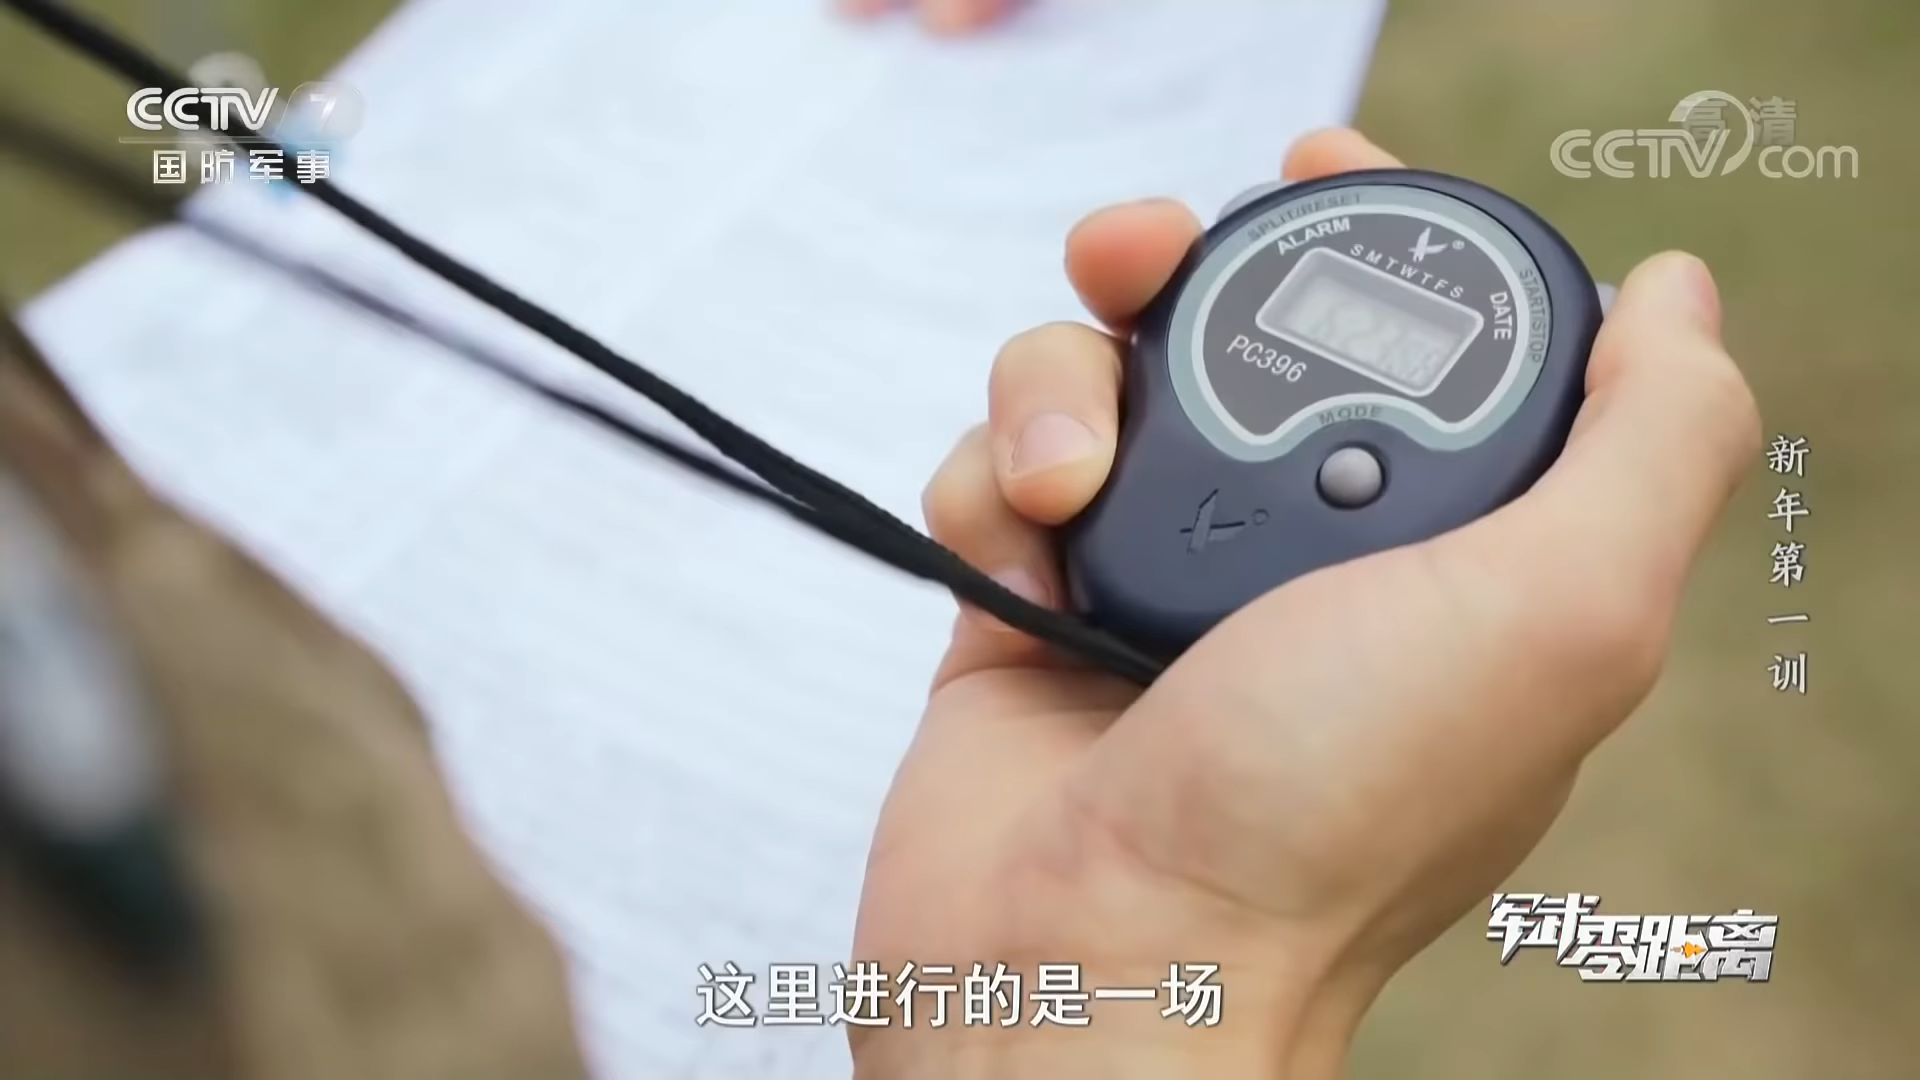 CCTV 7
国防军事
高清
CCTV com
SPLIT/RESET
ALARM
SMTWTFS
DATE
START/STOP
PC396
MODE
新年第一训
军武零距离
这里进行的是一场